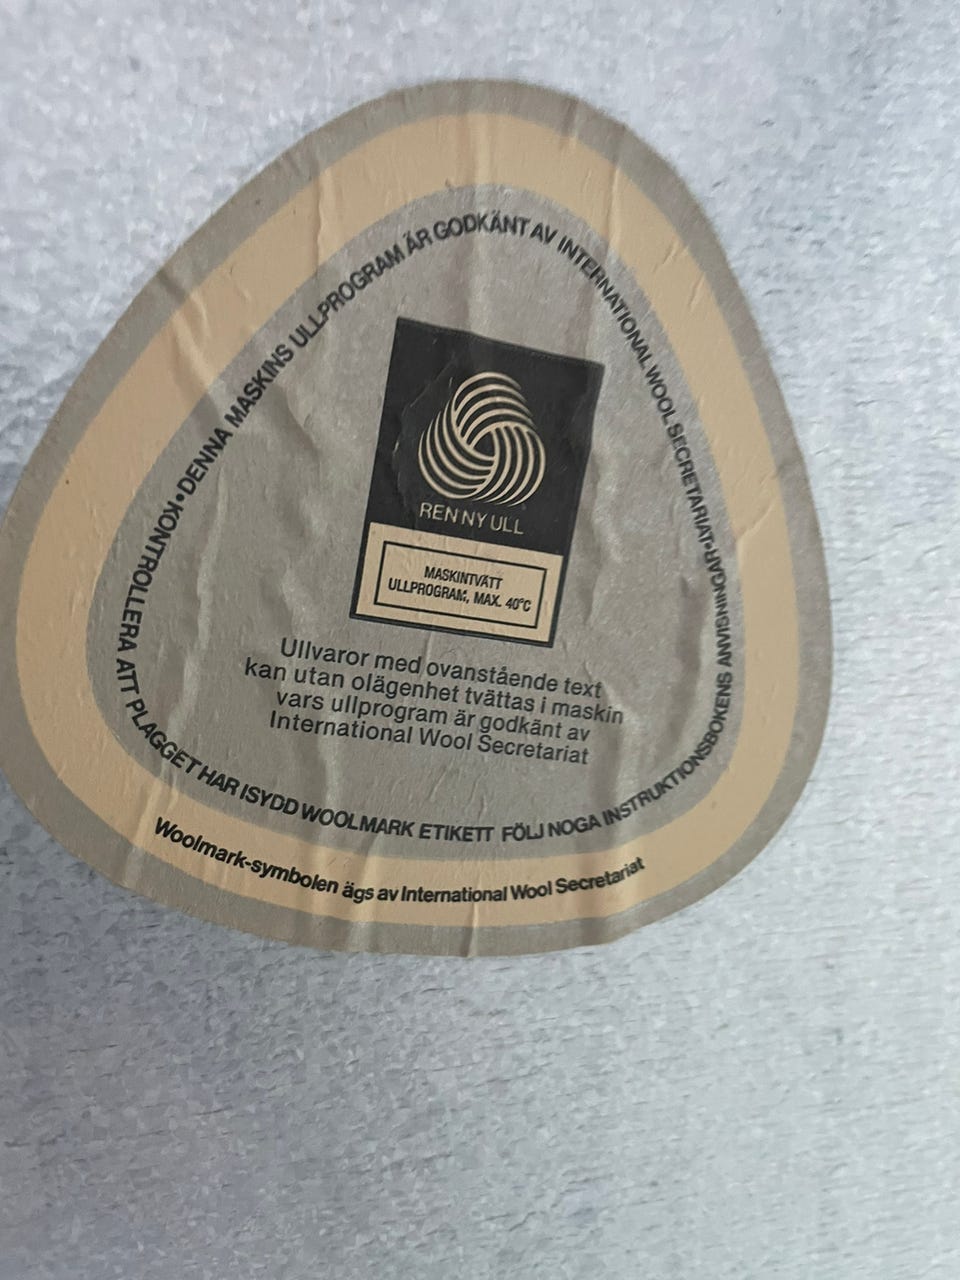 DENNA MASKINS ULLPROGRAM ÄR GODKÄNT AV INTERNATIONAL WOOL SECRETARIAT•
KONTROLLERA ATT PLAGGET HAR ISYDD WOOLMARK ETIKETT FÖLJ NOGA INSTRUKTIONSBOKENS ANVISNINGAR•
REN NY ULL
MASKINTVÄTT
ULLPROGRAM, MAX. 40°C
Ullvaror med ovanstående text
kan utan olägenhet tvättas i maskin
vars ullprogram är godkänt av
International Wool Secretariat
Woolmark-symbolen ägs av International Wool Secretariat